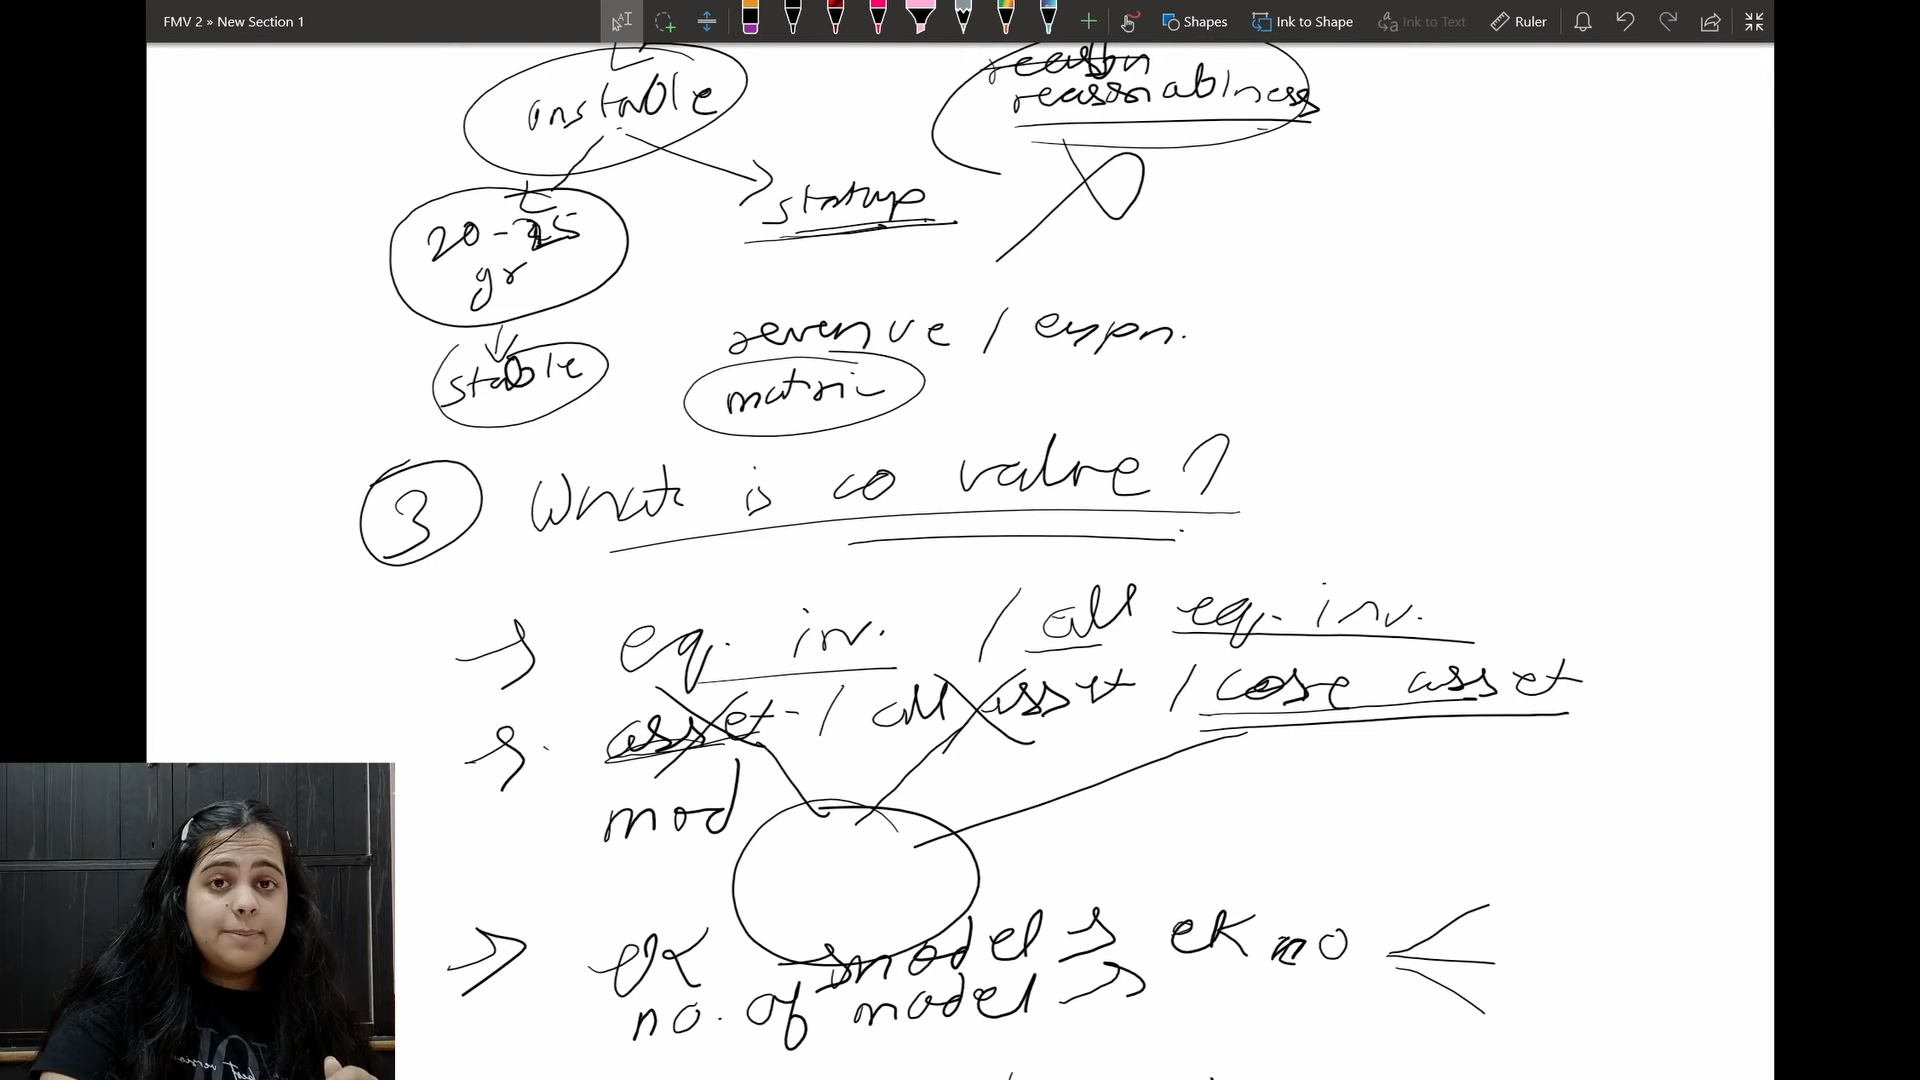 FMV 2 » New Section 1
Shapes
Ink to Shape
Ink to Text
Ruler
unstable
reason
reasonablness
startup
20-25
yr
stable
revenue / expn.
matric
3 What is co value?
→ eq. inv. / all eq. inv.
→ asset / all asset / core asset
mod
→ ek model → ek no
no. of model →